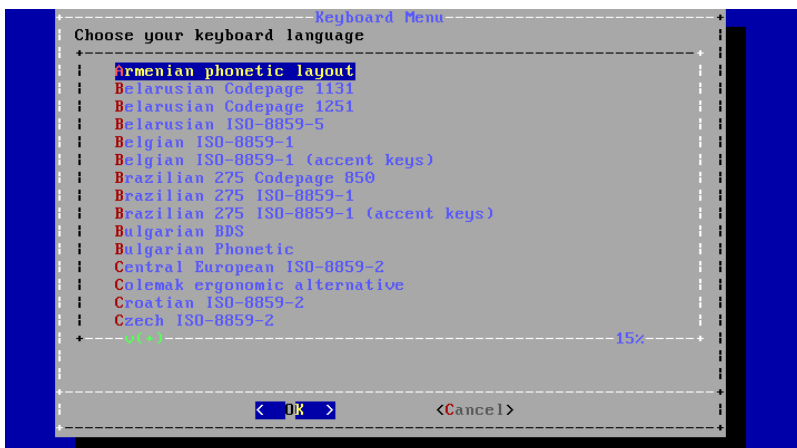 Keyboard Menu
Choose your keyboard language
Armenian phonetic layout
Belarusian Codepage 1131
Belarusian Codepage 1251
Belarusian ISO-8859-5
Belgian ISO-8859-1
Belgian ISO-8859-1 (accent keys)
Brazilian 275 Codepage 850
Brazilian 275 ISO-8859-1
Brazilian 275 ISO-8859-1 (accent keys)
Bulgarian BDS
Bulgarian Phonetic
Central European ISO-8859-2
Colemak ergonomic alternative
Croatian ISO-8859-2
Czech ISO-8859-2
v(+) 15%
< OK > <Cancel>